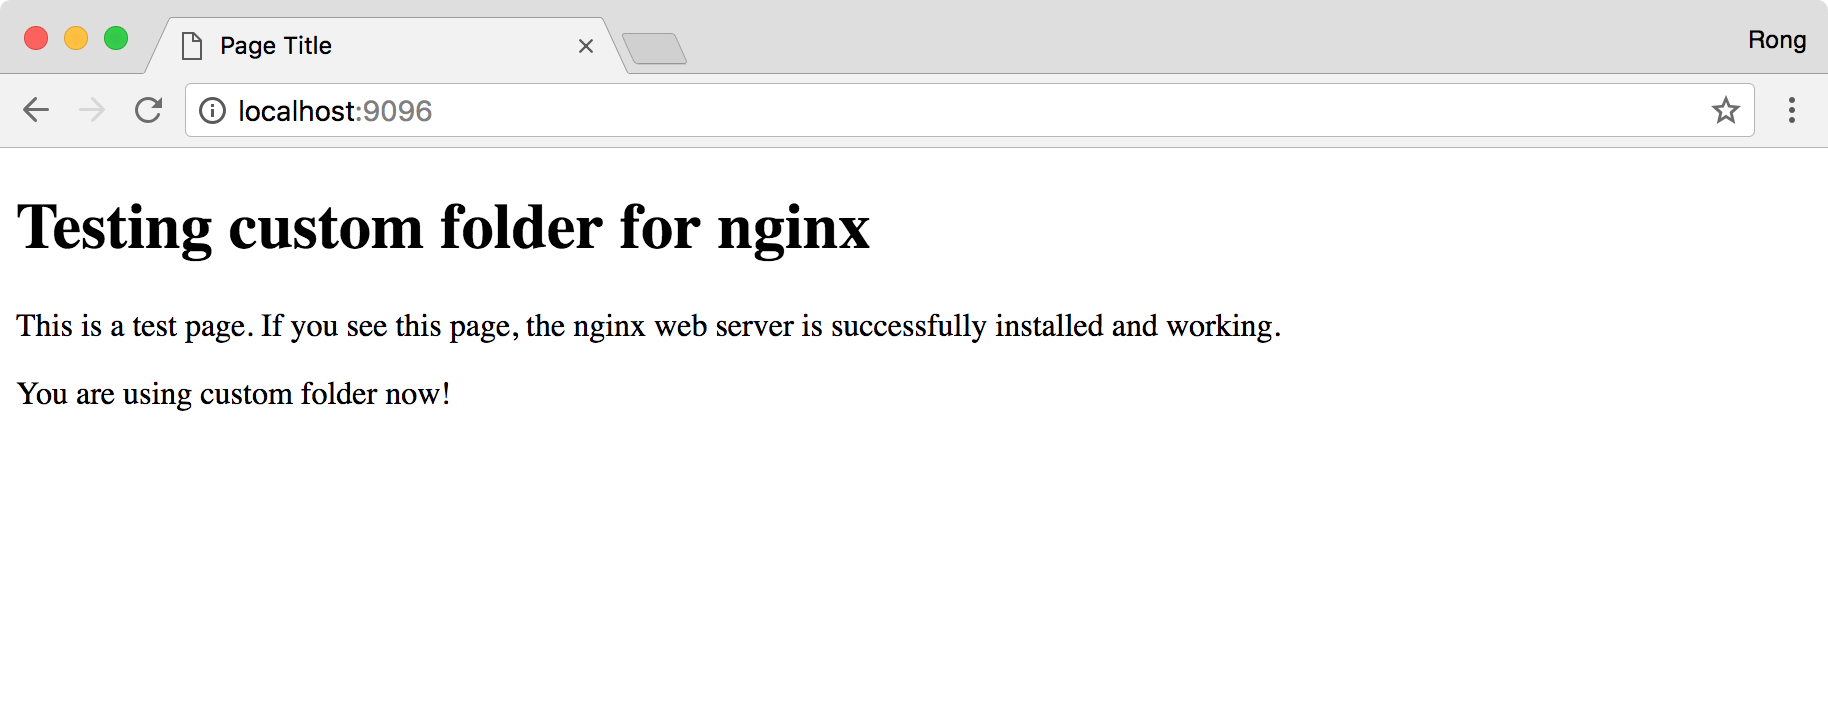 Page Title
Rong
localhost:9096
Testing custom folder for nginx
This is a test page. If you see this page, the nginx web server is successfully installed and working.
You are using custom folder now!